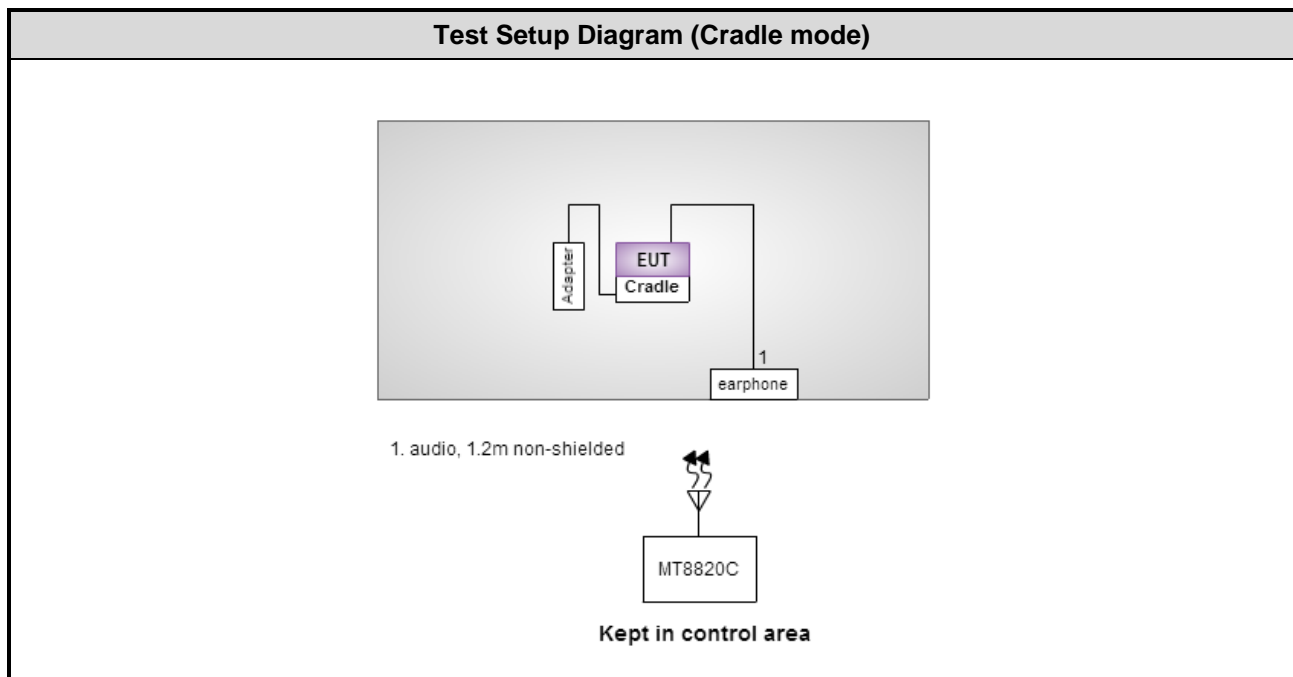 Test Setup Diagram (Cradle mode)
Adapter
EUT
Cradle
1
earphone
1. audio, 1.2m non-shielded
MT8820C
Kept in control area